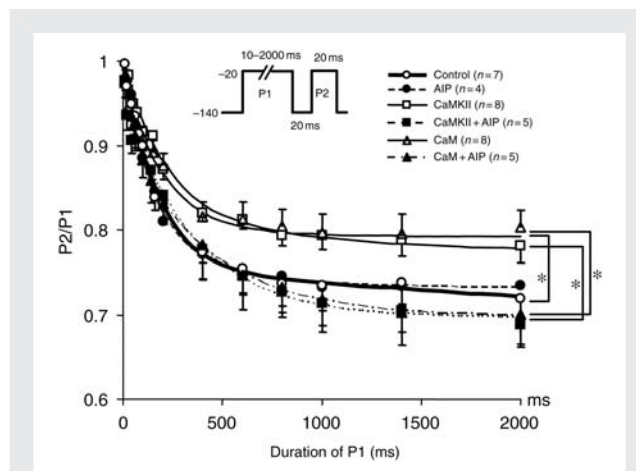 10–2000 ms
20 ms
–20
P1
P2
–140
20 ms
Control (n=7)
AIP (n=4)
CaMKII (n=8)
CaMKII+AIP (n=5)
CaM (n=8)
CaM+AIP (n=5)
P2/P1
1
0.9
0.8
0.7
0.6
* * *
0
500
1000
1500
2000
ms
Duration of P1 (ms)